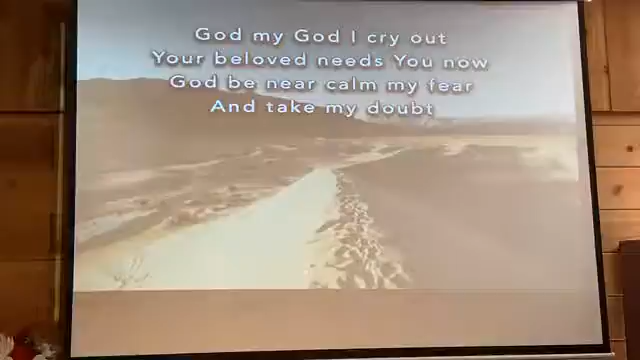 God my God I cry out
Your beloved needs You now
God be near calm my fear
And take my doubt